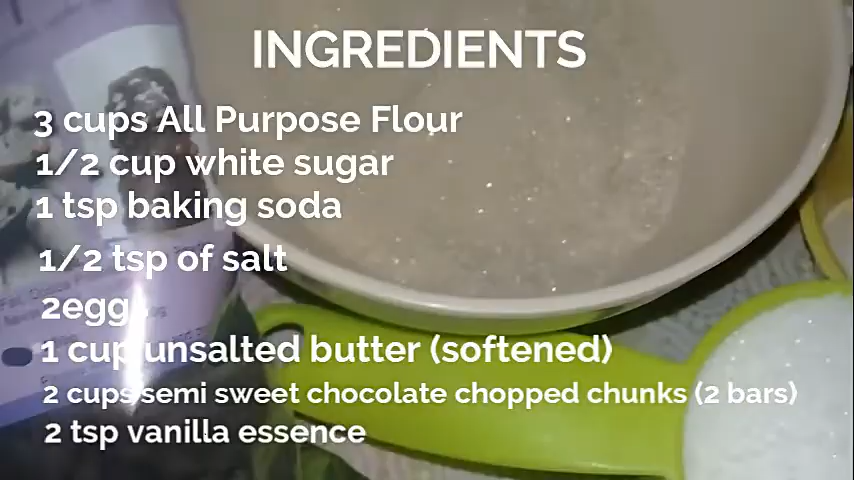 INGREDIENTS
3 cups All Purpose Flour
1/2 cup white sugar
1 tsp baking soda
1/2 tsp of salt
2eggs
1 cup unsalted butter (softened)
2 cups semi sweet chocolate chopped chunks (2 bars)
2 tsp vanilla essence